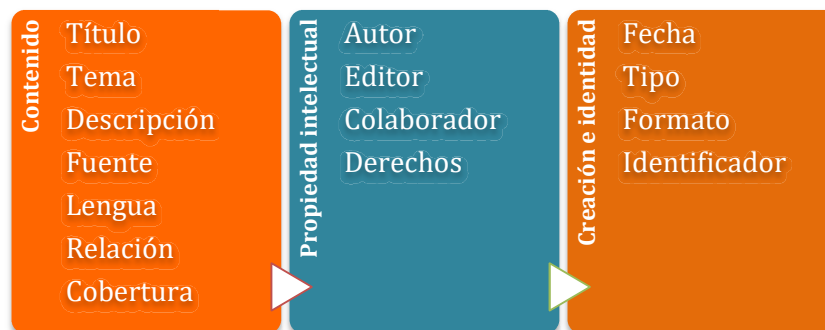 Contenido
Título
Tema
Descripción
Fuente
Lengua
Relación
Cobertura
Propiedad intelectual
Autor
Editor
Colaborador
Derechos
Creación e identidad
Fecha
Tipo
Formato
Identificador